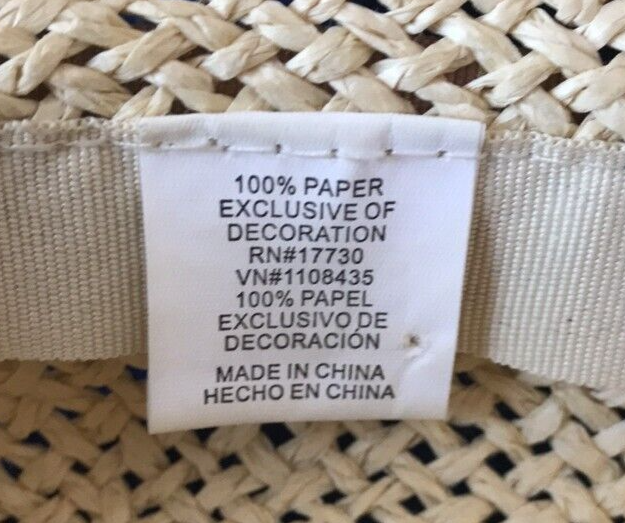 100% PAPER
EXCLUSIVE OF
DECORATION
RN#17730
VN#1108435
100% PAPEL
EXCLUSIVO DE
DECORACIÓN
MADE IN CHINA
HECHO EN CHINA